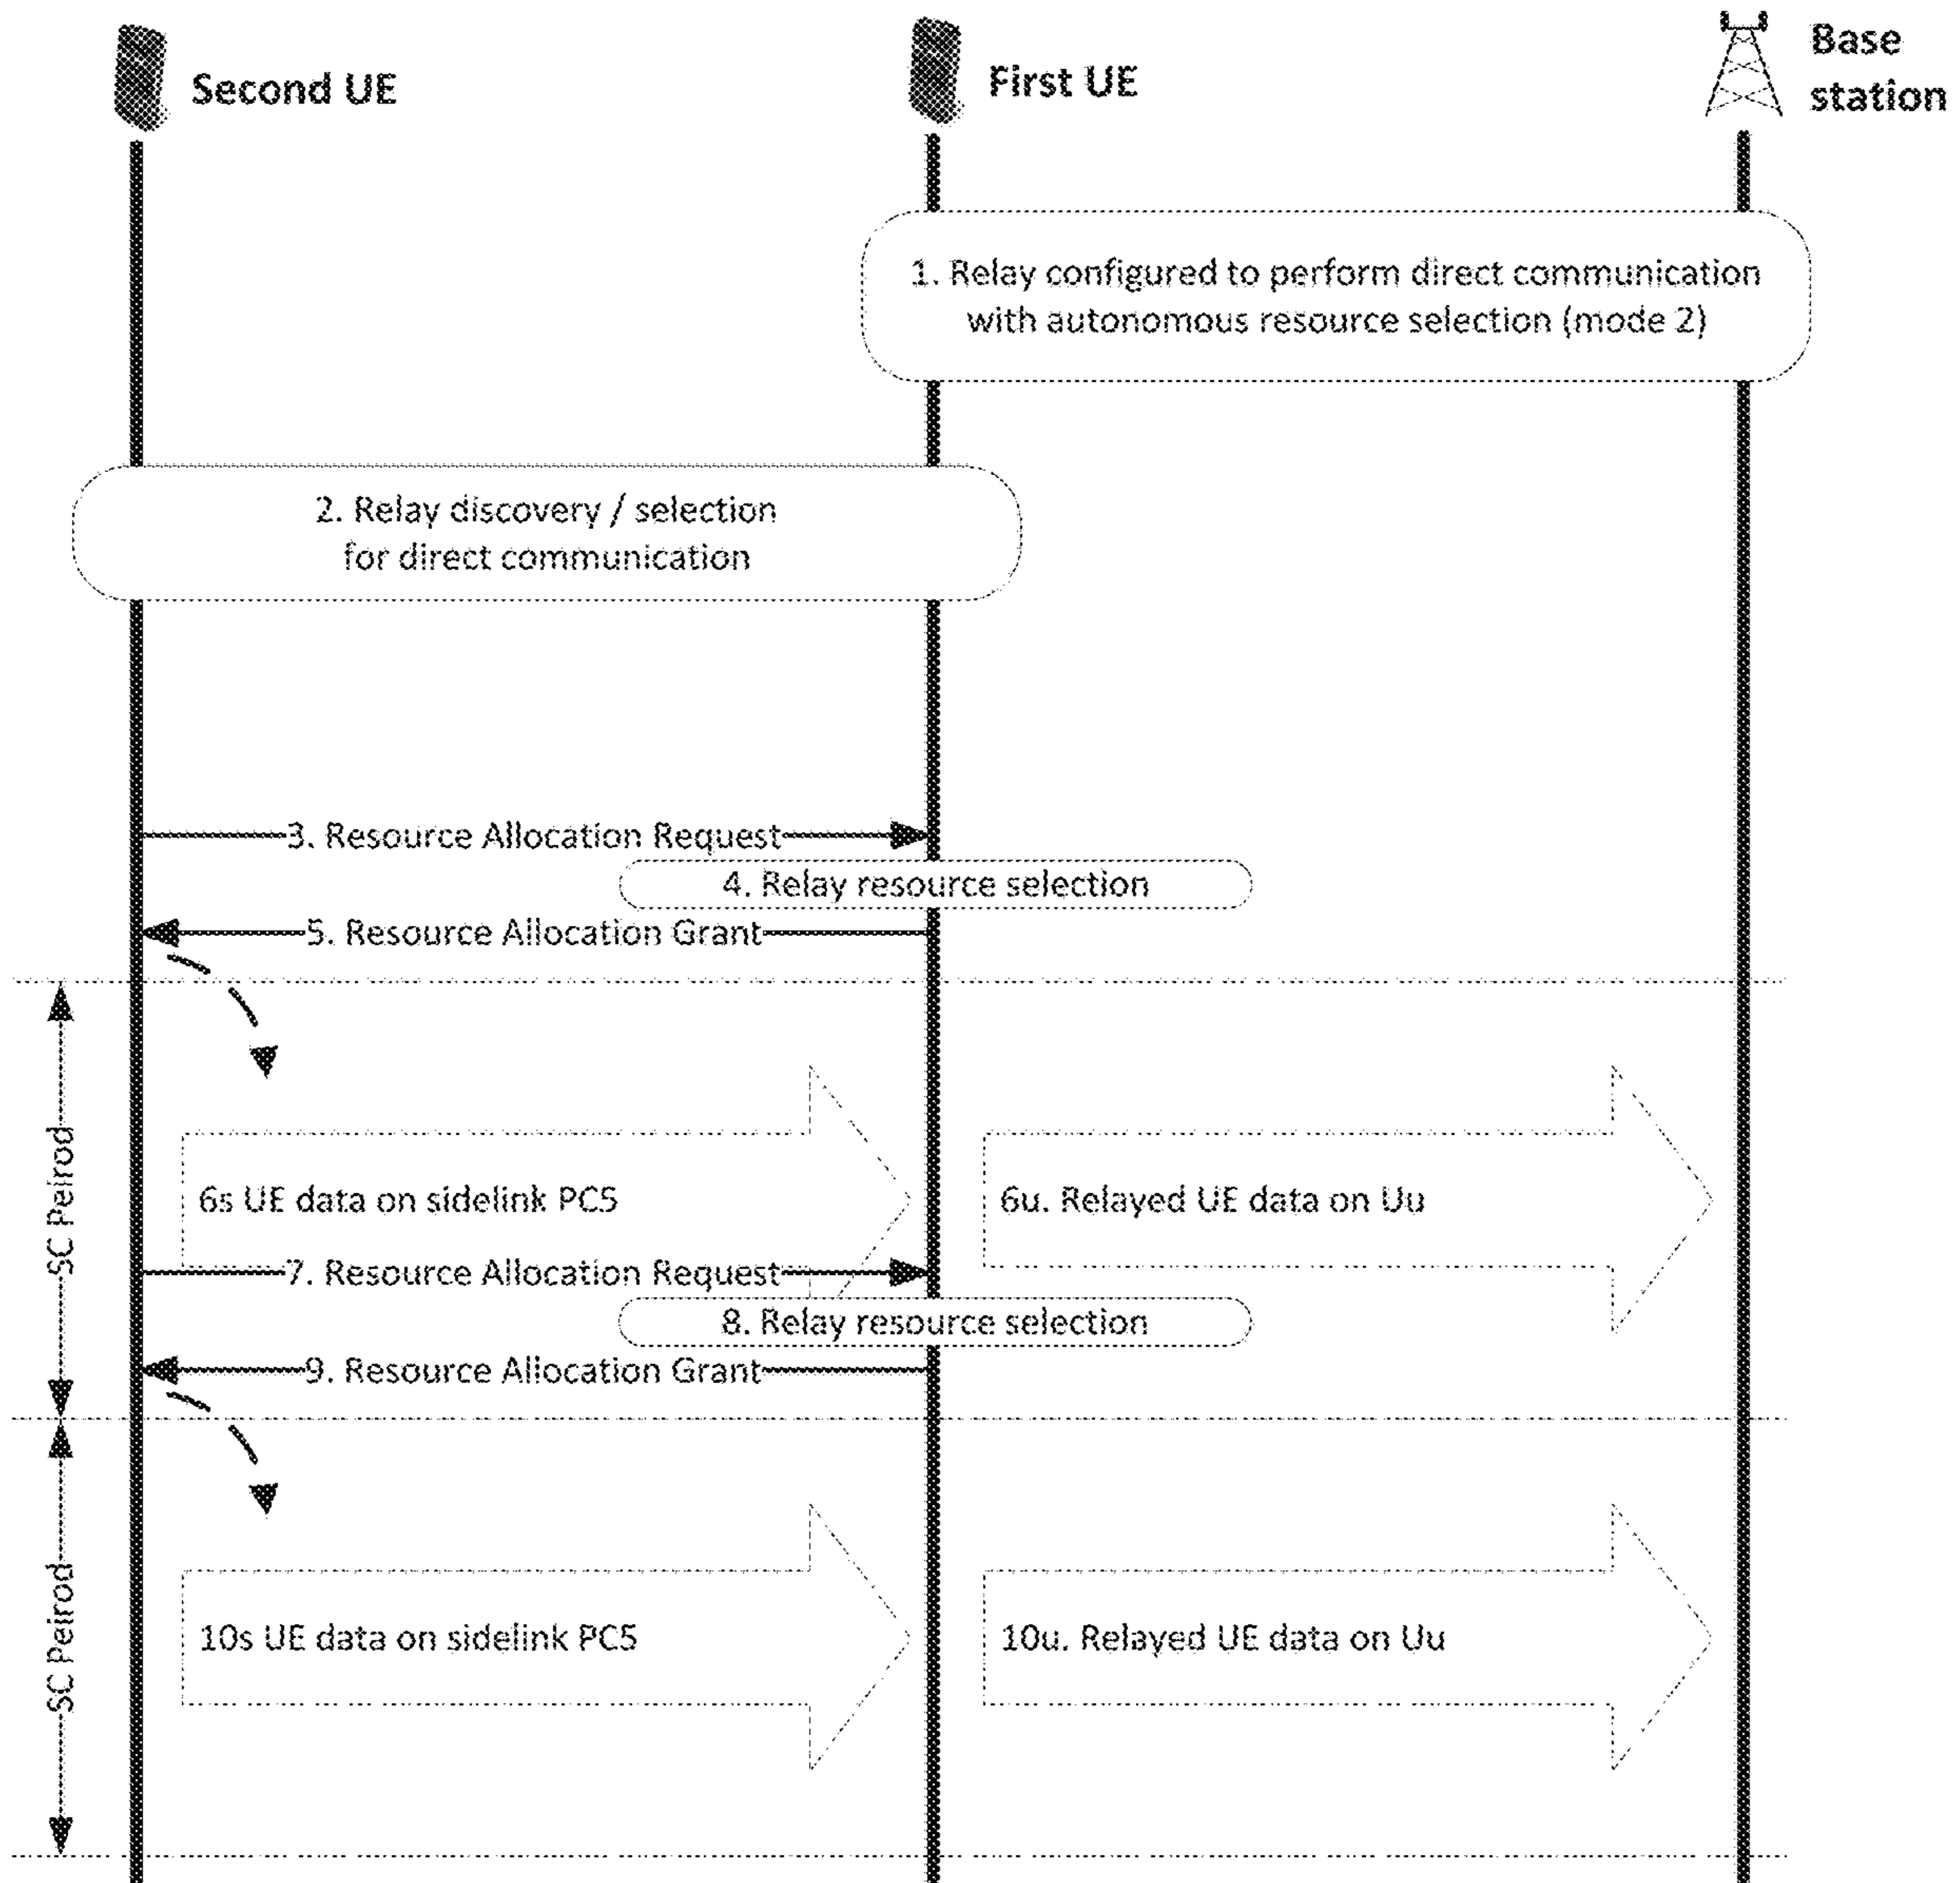 Second UE
First UE
Base
station
1. Relay configured to perform direct communication
with autonomous resource selection (mode 2)
2. Relay discovery / selection
for direct communication
3. Resource Allocation Request
4. Relay resource selection
5. Resource Allocation Grant
SC Peirod
6s UE data on sidelink PC5
6u. Relayed UE data on Uu
7. Resource Allocation Request
8. Relay resource selection
9. Resource Allocation Grant
SC Peirod
10s UE data on sidelink PC5
10u. Relayed UE data on Uu